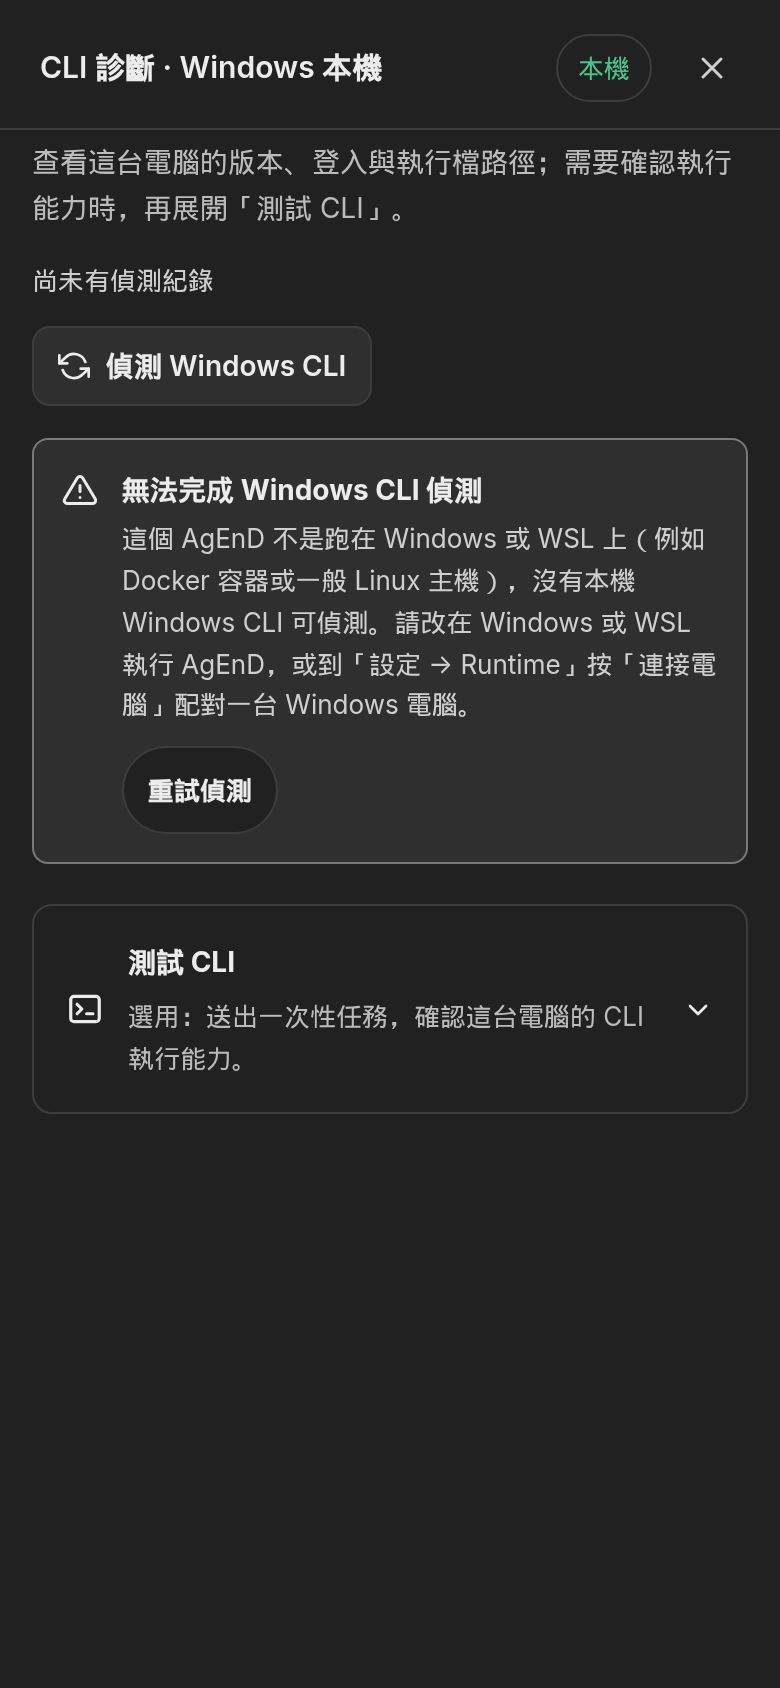 CLI 診斷 · Windows 本機
本機
查看這台電腦的版本、登入與執行檔路徑；需要確認執行
能力時，再展開「測試 CLI」。
尚未有偵測紀錄
偵測 Windows CLI
無法完成 Windows CLI 偵測
這個 AgEnD 不是跑在 Windows 或 WSL 上（例如
Docker 容器或一般 Linux 主機），沒有本機
Windows CLI 可偵測。請改在 Windows 或 WSL
執行 AgEnD，或到「設定 → Runtime」按「連接電
腦」配對一台 Windows 電腦。
重試偵測
測試 CLI
選用：送出一次性任務，確認這台電腦的 CLI
執行能力。